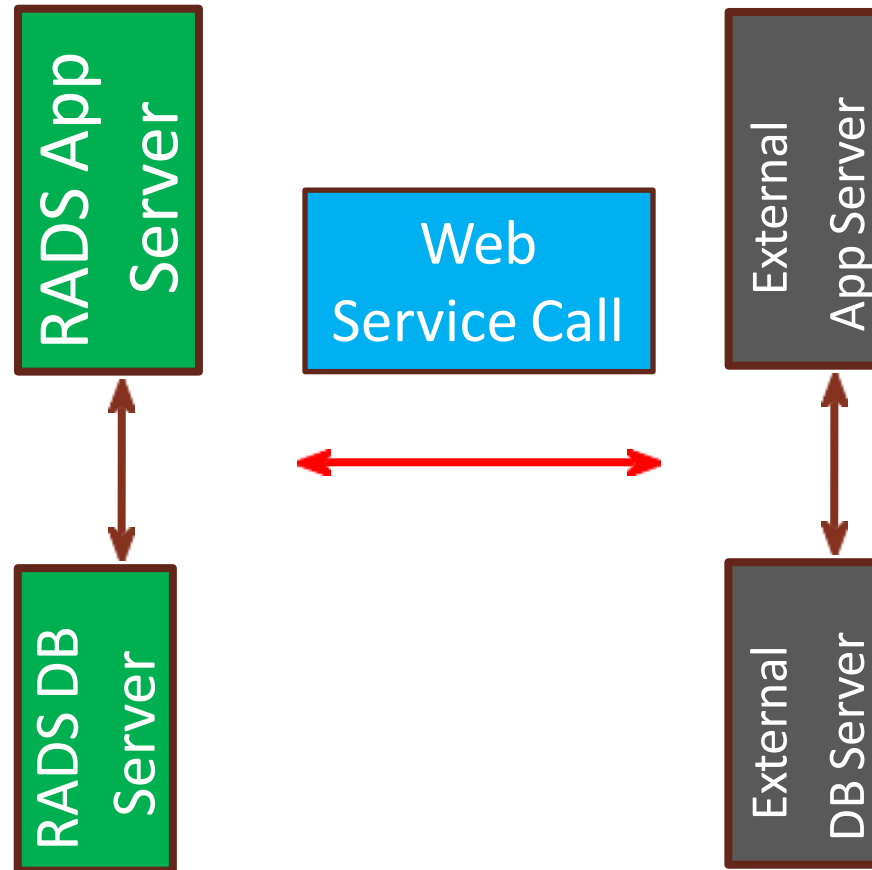 RADS App
Server
Web
Service Call
External
App Server
RADS DB
Server
External
DB Server